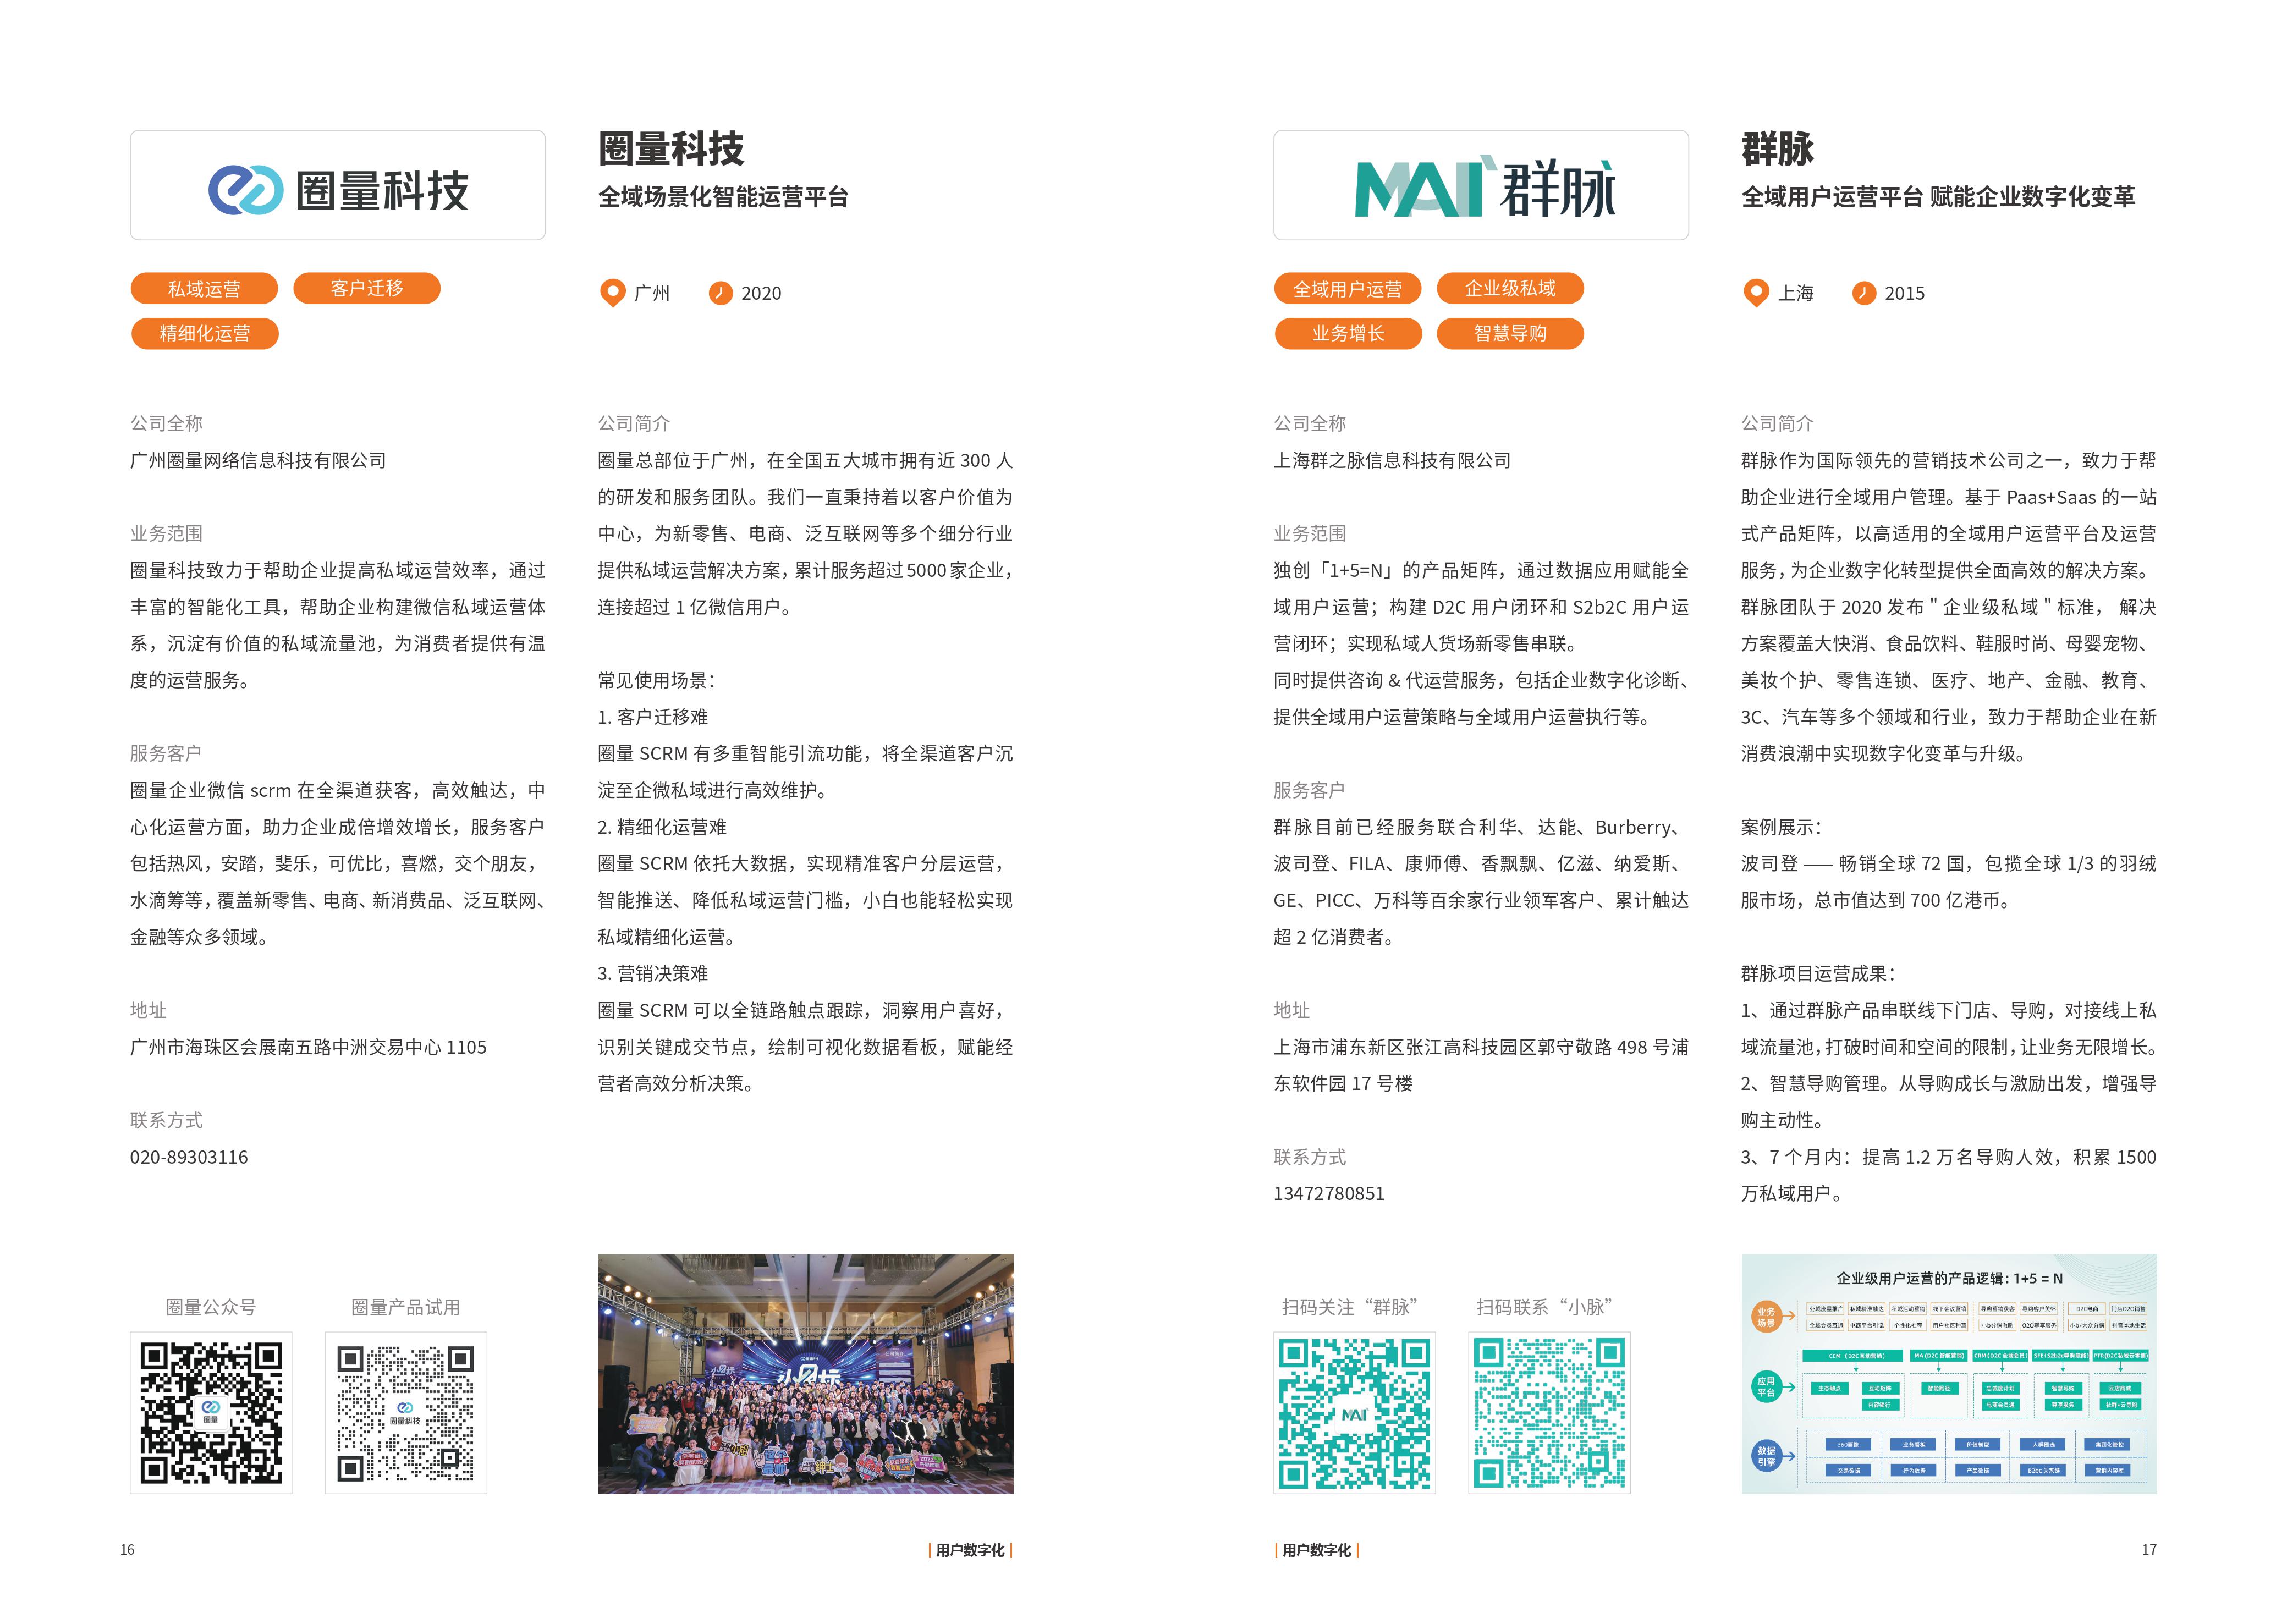 圈量科技
圈量科技
全域场景化智能运营平台
私域运营
客户迁移
精细化运营
广州
2020
公司全称
广州圈量网络信息科技有限公司
业务范围
圈量科技致力于帮助企业提高私域运营效率，通过
丰富的智能化工具，帮助企业构建微信私域运营体
系，沉淀有价值的私域流量池，为消费者提供有温
度的运营服务。
服务客户
圈量企业微信 scrm 在全渠道获客，高效触达，中
心化运营方面，助力企业成倍增效增长，服务客户
包括热风，安踏，斐乐，可优比，喜燃，交个朋友，
水滴筹等，覆盖新零售、电商、新消费品、泛互联网、
金融等众多领域。
地址
广州市海珠区会展南五路中洲交易中心 1105
联系方式
020-89303116
圈量公众号
圈量产品试用
圈量
圈量科技
公司简介
圈量总部位于广州，在全国五大城市拥有近 300 人
的研发和服务团队。我们一直秉持着以客户价值为
中心，为新零售、电商、泛互联网等多个细分行业
提供私域运营解决方案，累计服务超过 5000 家企业，
连接超过 1 亿微信用户。
常见使用场景：
1. 客户迁移难
圈量 SCRM 有多重智能引流功能，将全渠道客户沉
淀至企微私域进行高效维护。
2. 精细化运营难
圈量 SCRM 依托大数据，实现精准客户分层运营，
智能推送、降低私域运营门槛，小白也能轻松实现
私域精细化运营。
3. 营销决策难
圈量 SCRM 可以全链路触点跟踪，洞察用户喜好，
识别关键成交节点，绘制可视化数据看板，赋能经
营者高效分析决策。
16
| 用户数字化 |
MAI 群脉
群脉
全域用户运营平台 赋能企业数字化变革
全域用户运营
企业级私域
业务增长
智慧导购
上海
2015
公司全称
上海群之脉信息科技有限公司
业务范围
独创「1+5=N」的产品矩阵，通过数据应用赋能全
域用户运营；构建 D2C 用户闭环和 S2b2C 用户运
营闭环；实现私域人货场新零售串联。
同时提供咨询 & 代运营服务，包括企业数字化诊断、
提供全域用户运营策略与全域用户运营执行等。
服务客户
群脉目前已经服务联合利华、达能、Burberry、
波司登、FILA、康师傅、香飘飘、亿滋、纳爱斯、
GE、PICC、万科等百余家行业领军客户、累计触达
超 2 亿消费者。
地址
上海市浦东新区张江高科技园区郭守敬路 498 号浦
东软件园 17 号楼
联系方式
13472780851
扫码关注“群脉”
扫码联系“小脉”
MAI
公司简介
群脉作为国际领先的营销技术公司之一，致力于帮
助企业进行全域用户管理。基于 Paas+Saas 的一站
式产品矩阵，以高适用的全域用户运营平台及运营
服务，为企业数字化转型提供全面高效的解决方案。
群脉团队于 2020 发布 " 企业级私域 " 标准， 解决
方案覆盖大快消、食品饮料、鞋服时尚、母婴宠物、
美妆个护、零售连锁、医疗、地产、金融、教育、
3C、汽车等多个领域和行业，致力于帮助企业在新
消费浪潮中实现数字化变革与升级。
案例展示：
波司登 —— 畅销全球 72 国，包揽全球 1/3 的羽绒
服市场，总市值达到 700 亿港币。
群脉项目运营成果：
1、通过群脉产品串联线下门店、导购，对接线上私
域流量池，打破时间和空间的限制，让业务无限增长。
2、智慧导购管理。从导购成长与激励出发，增强导
购主动性。
3、7 个月内：提高 1.2 万名导购人效，积累 1500
万私域用户。
企业级用户运营的产品逻辑：1+5 = N
业务
场景
应用
平台
数据
引擎
| 用户数字化 |
17